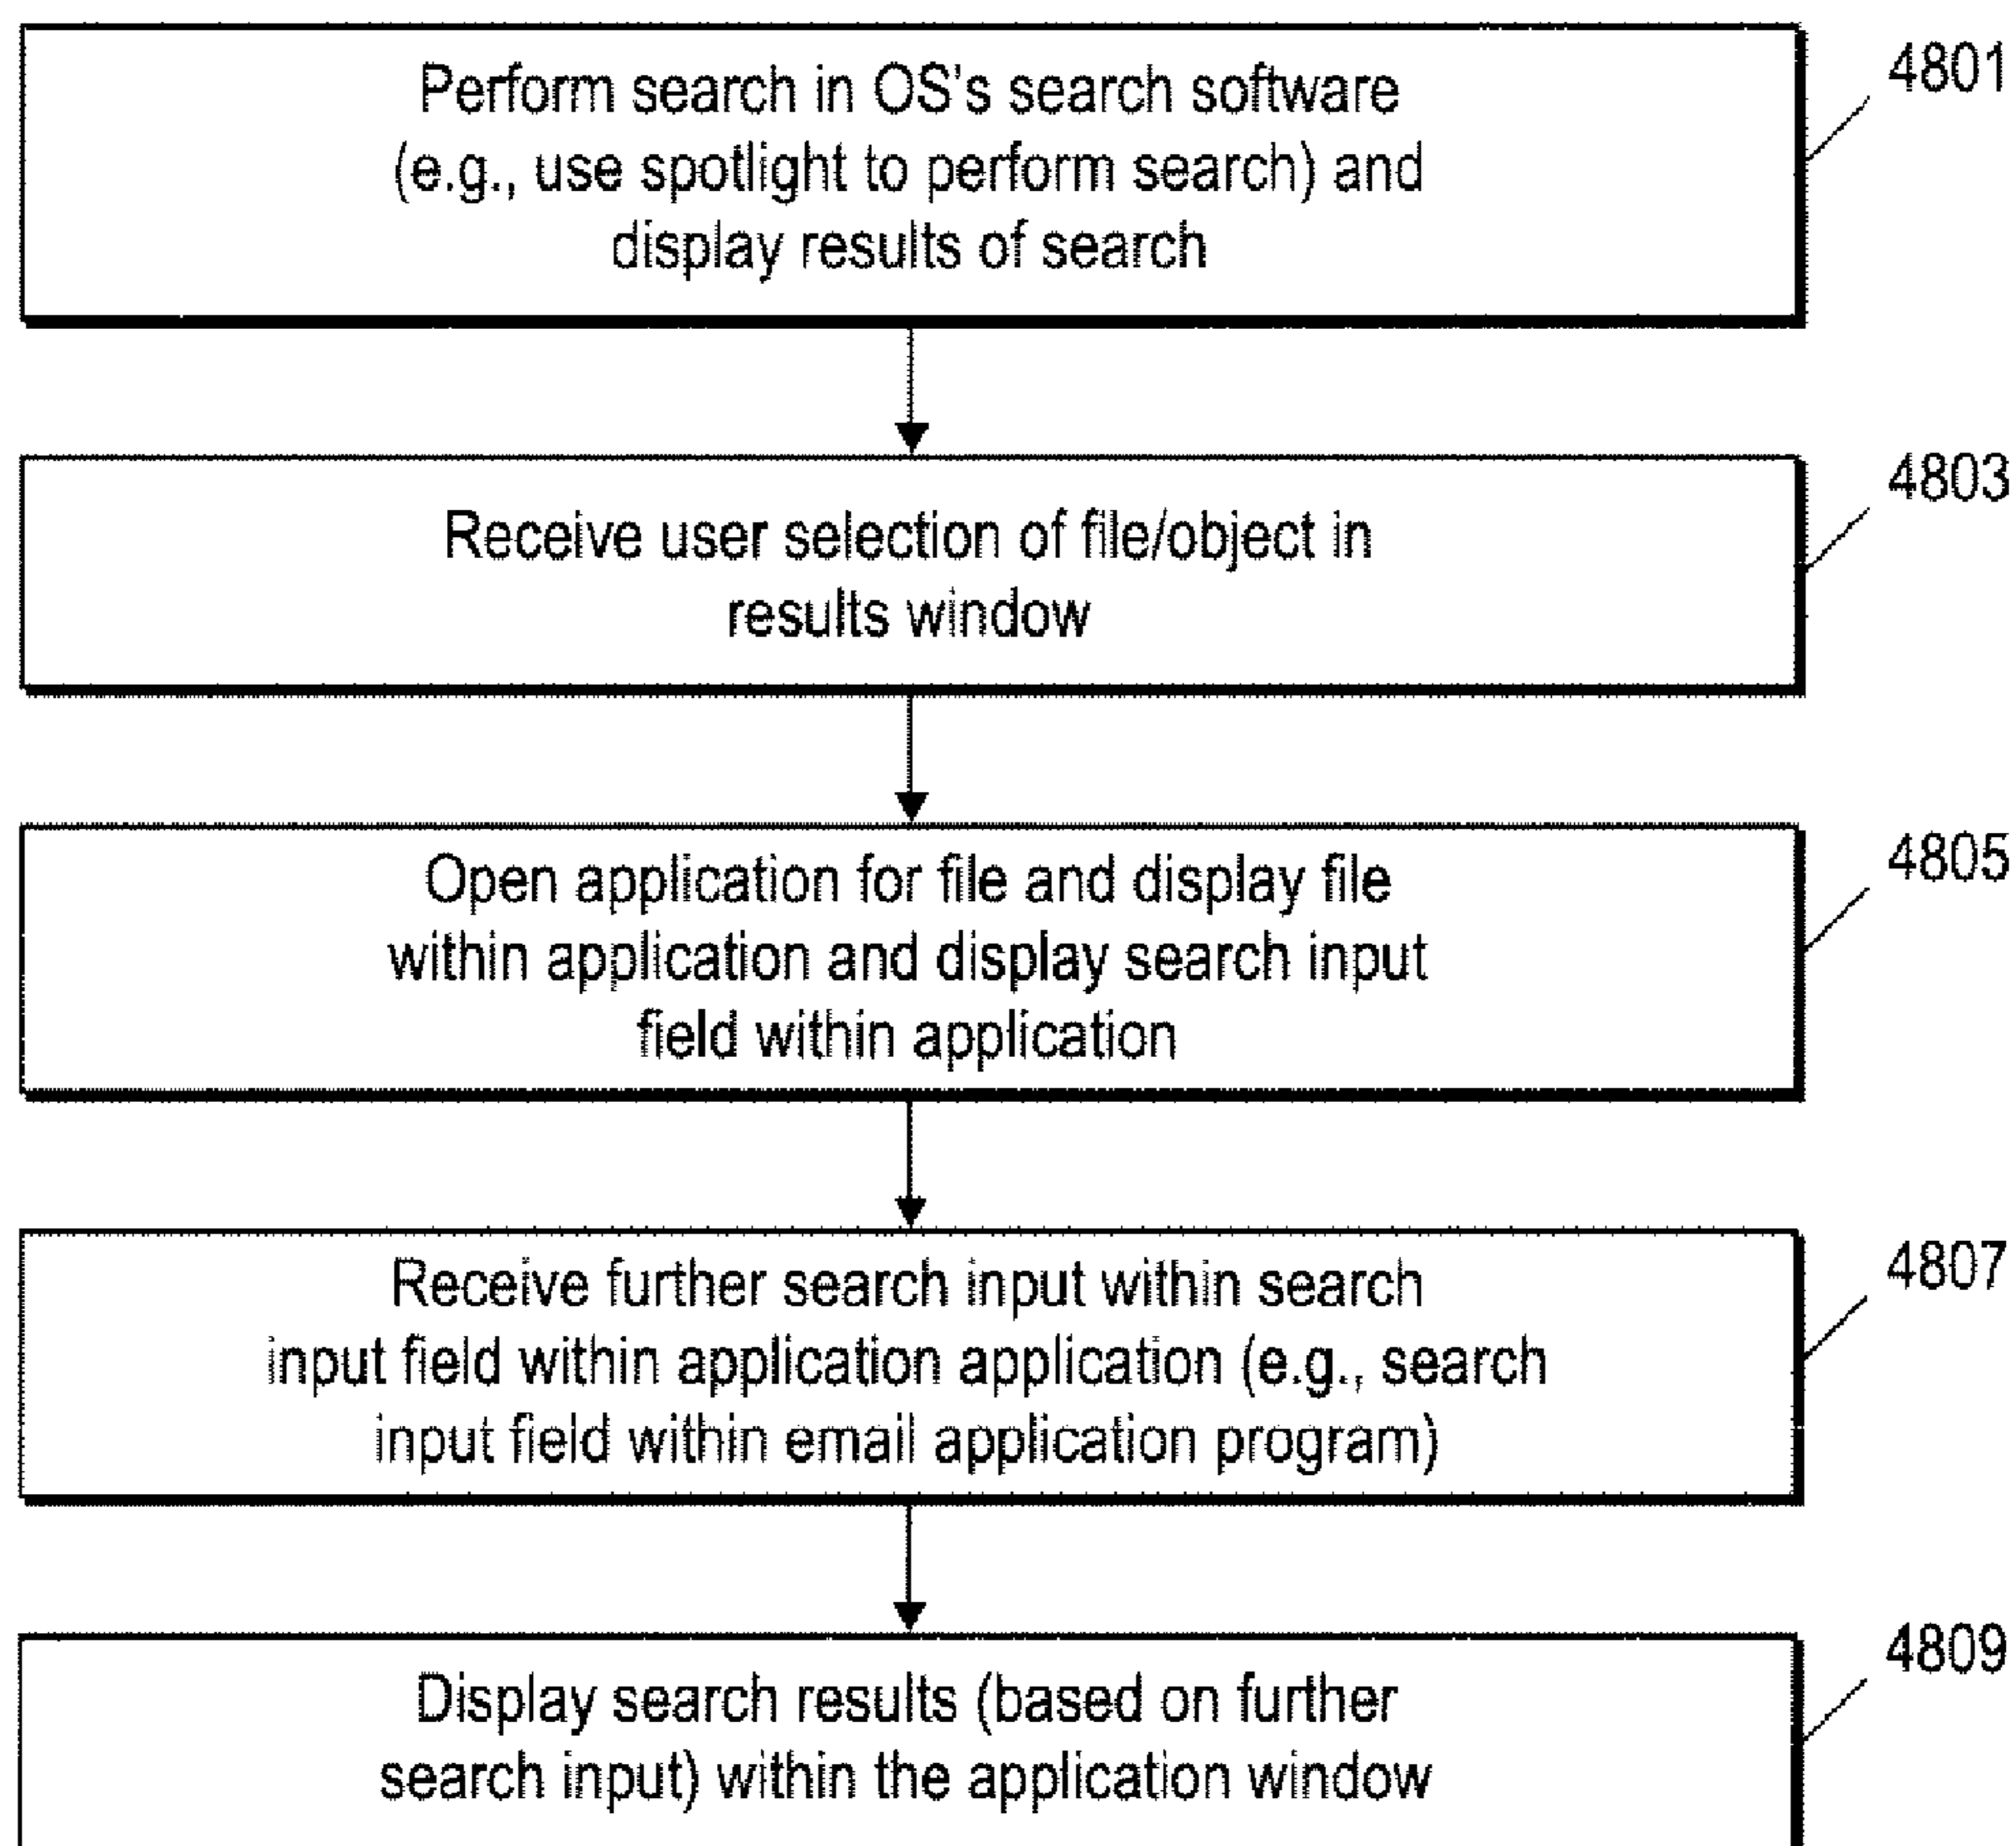 Perform search in OS's search software
(e.g., use spotlight to perform search) and
display results of search
4801
Receive user selection of file/object in
results window
4803
Open application for file and display file
within application and display search input
field within application
4805
Receive further search input within search
input field within application application (e.g., search
input field within email application program)
4807
Display search results (based on further
search input) within the application window
4809